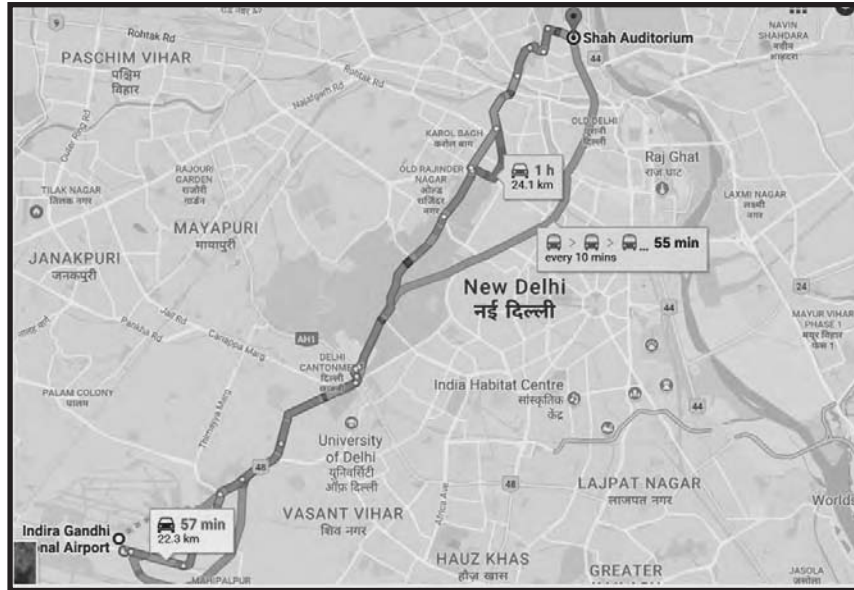 Rohtak Rd
9
PASCHIM VIHAR
पश्चिम
विहार
Rohtak Rd
Najafgarh Rd
Outer Ring Rd
Shah Auditorium
44
NAVIN
SHAHDARA
नवीन
शाहदरा
KAROL BAGH
करोल बाग
OLD DELHI
पुरानी
दिल्ली
RAJOURI
GARDEN
राजौरी
गार्डन
OLD RAJINDER
NAGAR
ओल्ड
राजिंदर
नगर
1 h
24.1 km
Raj Ghat
राज घाट
TILAK NAGAR
तिलक नगर
LAXMI NAGAR
लक्ष्मी
नगर
MAYAPURI
मायापुरी
> > ... 55 min
every 10 mins
JANAKPURI
जनकपुरी
New Delhi
नई दिल्ली
24
44
MAYUR VIHAR
PHASE 1
मयूर विहार
फेस 1
Jail Rd
Pankha Rd
Cariappa Marg
AH1
DELHI
CANTONME
दिल्ली
PALAM COLONY
पालम
Thimayya Marg
India Habitat Centre
सांस्कृतिक
केंद्र
44
University
of Delhi
युनिवर्सिटी
ऑफ़ दिल्ली
48
48
Africa Ave
LAJPAT NAGAR
लाजपत नगर
VASANT VIHAR
शिव नगर
Worlds
57 min
22.3 km
Indira Gandhi
nal Airport
MAHIPALPUR
HAUZ KHAS
हौज़ खास
GREATER
JASOLA
जसोला